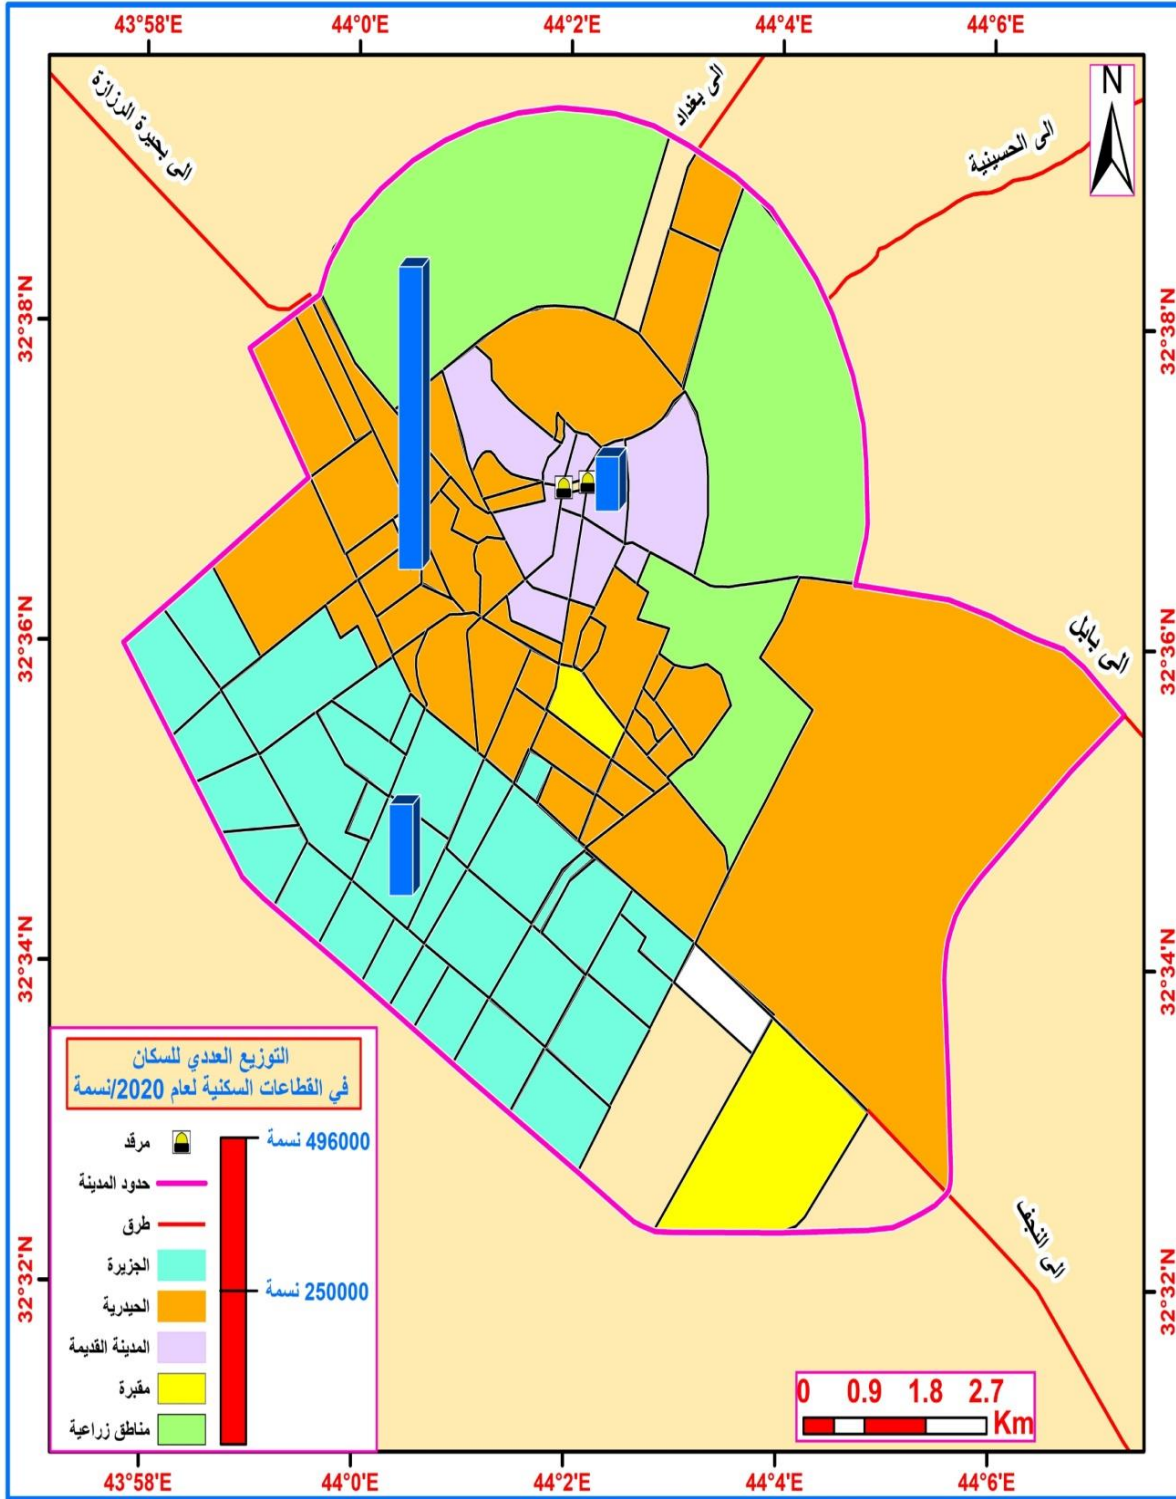 43°58'E
44°0'E
44°2'E
44°4'E
44°6'E
الى بحيرة الرزازة
الى بغداد
الى الحسينية
N
32°38'N
32°38'N
32°36'N
32°36'N
الى بابل
32°34'N
32°34'N
التوزيع العددي للسكان
في القطاعات السكنية لعام 2020/نسمة
مرقد
496000 نسمة
حدود المدينة
طرق
الجزيرة
250000 نسمة
الحيدرية
المدينة القديمة
مقبرة
مناطق زراعية
الى النجف
32°32'N
32°32'N
0 0.9 1.8 2.7
Km
43°58'E
44°0'E
44°2'E
44°4'E
44°6'E